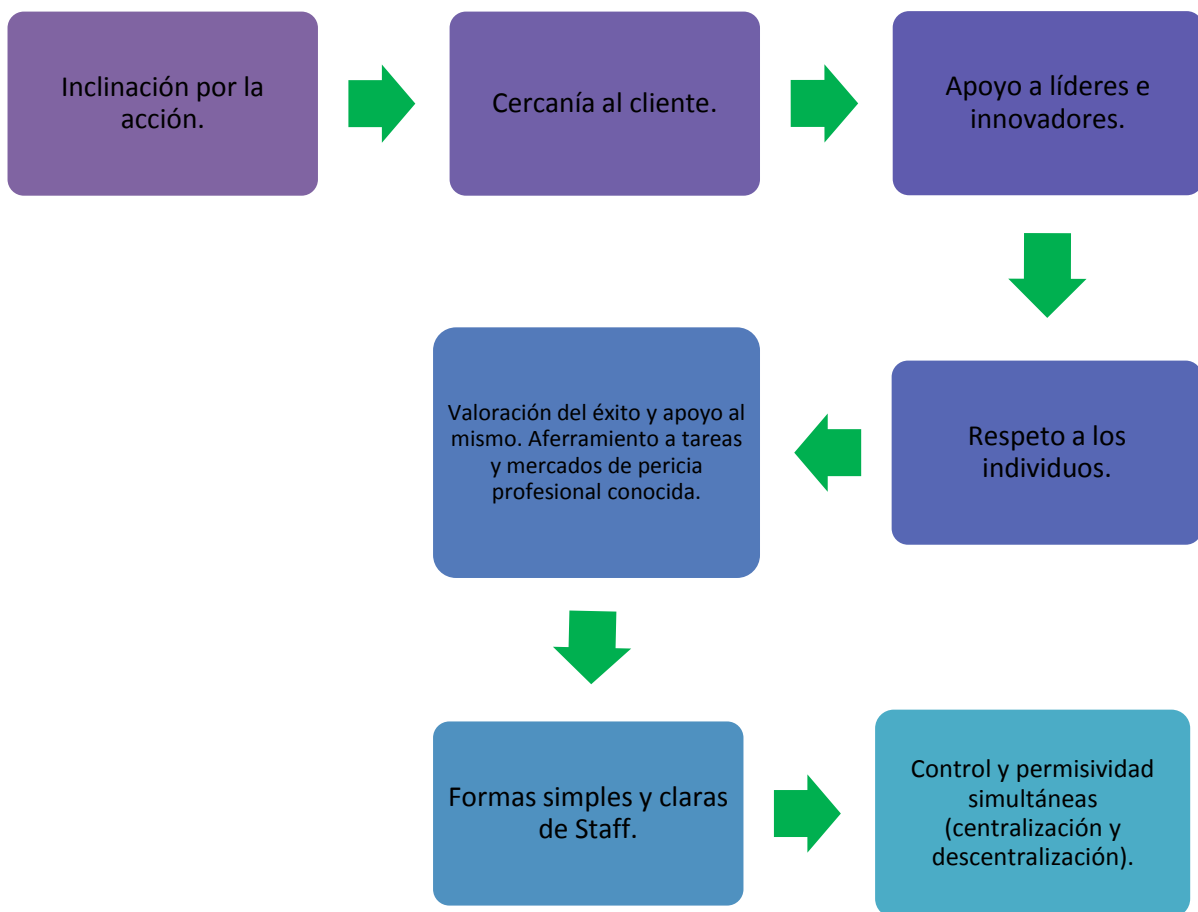 Inclinación por la
acción.
Cercanía al cliente.
Apoyo a líderes e
innovadores.
Respeto a los
individuos.
Valoración del éxito y apoyo al
mismo. Aferramiento a tareas
y mercados de pericia
profesional conocida.
Formas simples y claras
de Staff.
Control y permisividad
simultáneas
(centralización y
descentralización).